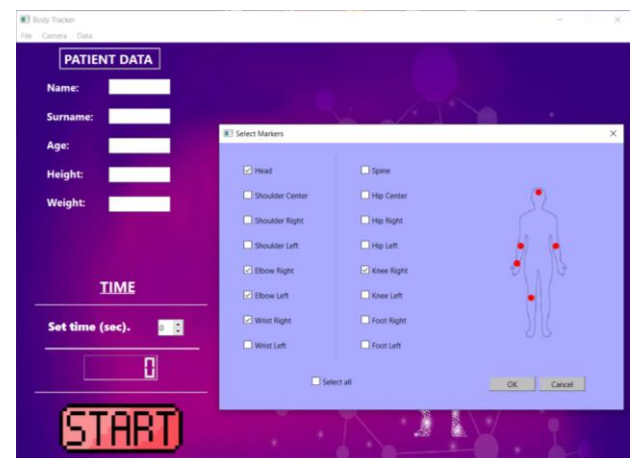 Body Tracker
File Camera Data
PATIENT DATA
Name:
Surname:
Age:
Height:
Weight:
TIME
Set time (sec). 0
0
START
Select Markers
Head Spine
Shoulder Center Hip Center
Shoulder Right Hip Right
Shoulder Left Hip Left
Elbow Right Knee Right
Elbow Left Knee Left
Wrist Right Foot Right
Wrist Left Foot Left
Select all
OK Cancel